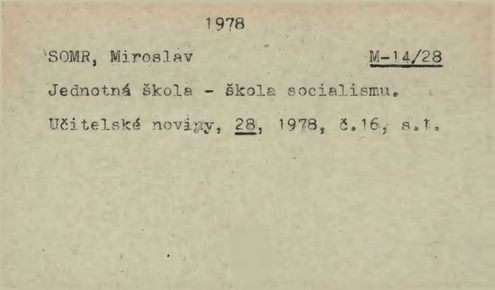 1978
SOMR, Miroslav M-14/28
Jednotná škola - škola socialismu.
Učitelské noviny, 28, 1978, č.16, s.1.